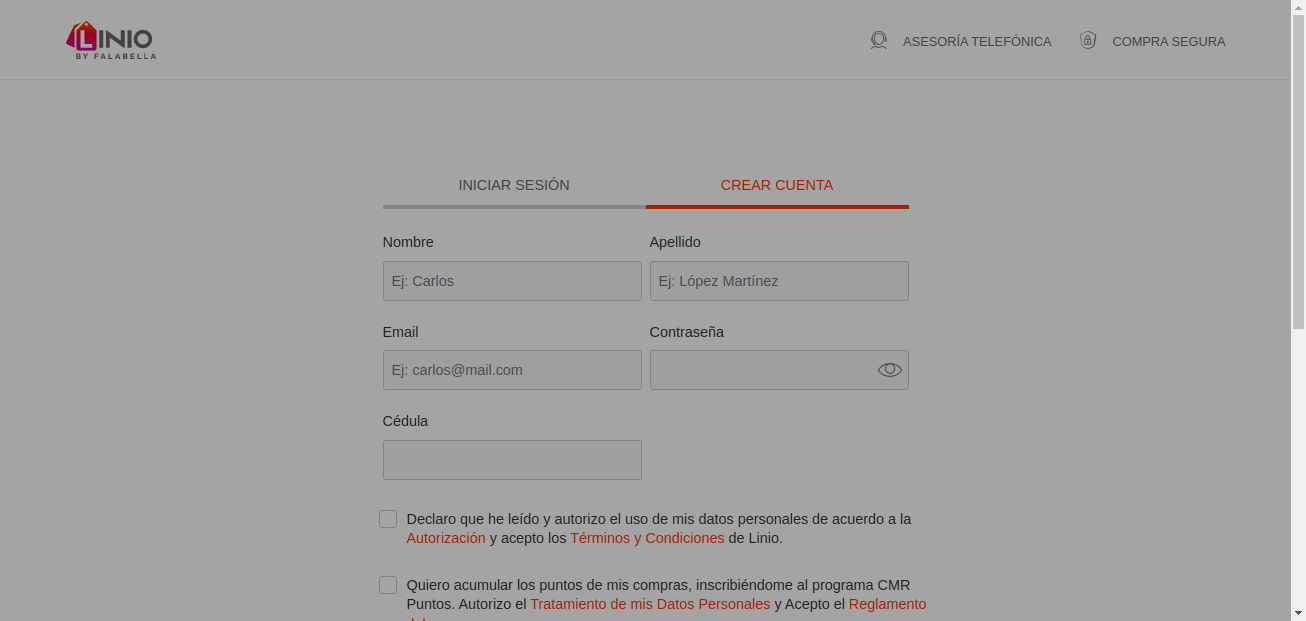 LINIO
BY FALABELLA
ASESORÍA TELEFÓNICA
COMPRA SEGURA
INICIAR SESIÓN
CREAR CUENTA
Nombre
Apellido
Ej: Carlos
Ej: López Martínez
Email
Contraseña
Ej: carlos@mail.com
Cédula
Declaro que he leído y autorizo el uso de mis datos personales de acuerdo a la
Autorización y acepto los Términos y Condiciones de Linio.
Quiero acumular los puntos de mis compras, inscribiéndome al programa CMR
Puntos. Autorizo el Tratamiento de mis Datos Personales y Acepto el Reglamento